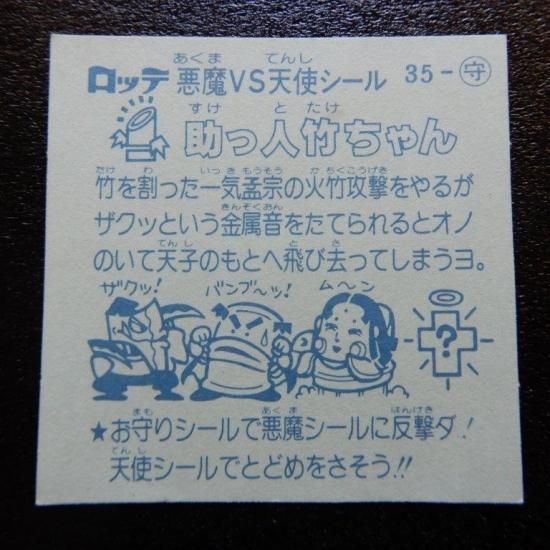 ロッテ 悪魔VS天使シール 35-守
助っ人竹ちゃん
竹を割った一気孟宗の火竹攻撃をやるが
ザクッという金属音をたてられるとオノ
のいて天子のもとへ飛び去ってしまうヨ。
ザクッ! バンブ〜ッ! ム〜ン
?
★お守りシールで悪魔シールに反撃ダ!
天使シールでとどめをさそう!!